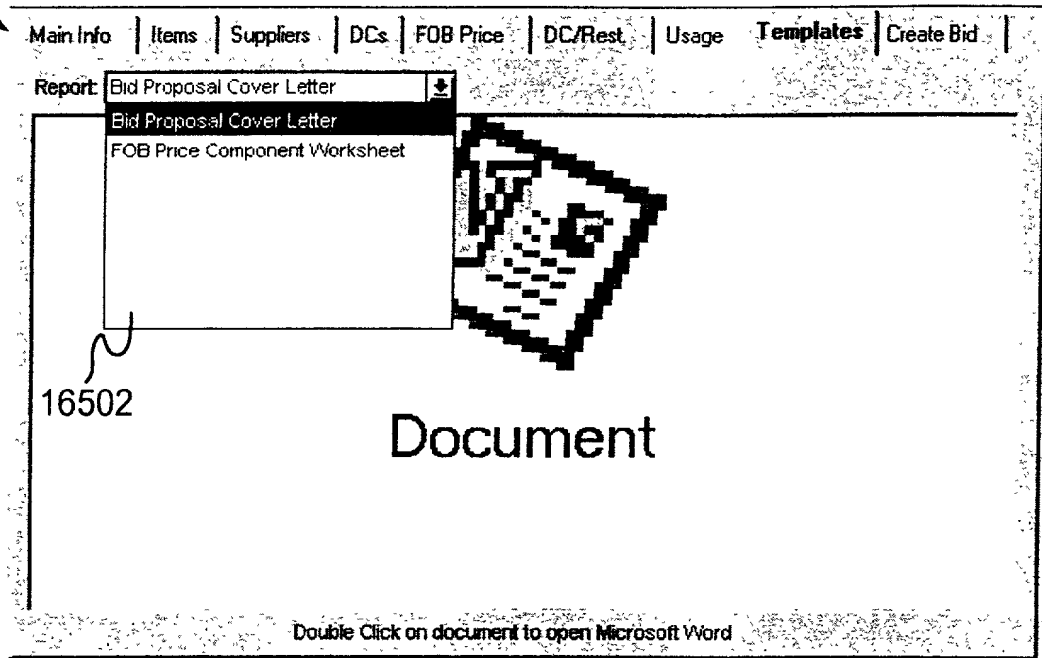 Main Info Items Suppliers DCs FOB Price DC/Rest. Usage Templates Create Bid
Report: Bid Proposal Cover Letter
Bid Proposal Cover Letter
FOB Price Component Worksheet
16502
Document
Double Click on document to open Microsoft Word